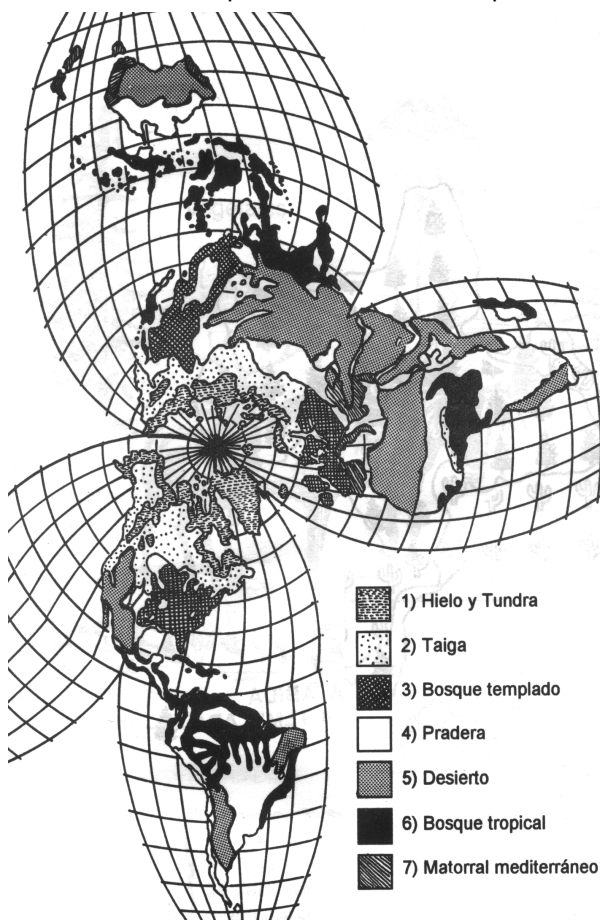 1) Hielo y Tundra
2) Taiga
3) Bosque templado
4) Pradera
5) Desierto
6) Bosque tropical
7) Matorral mediterráneo